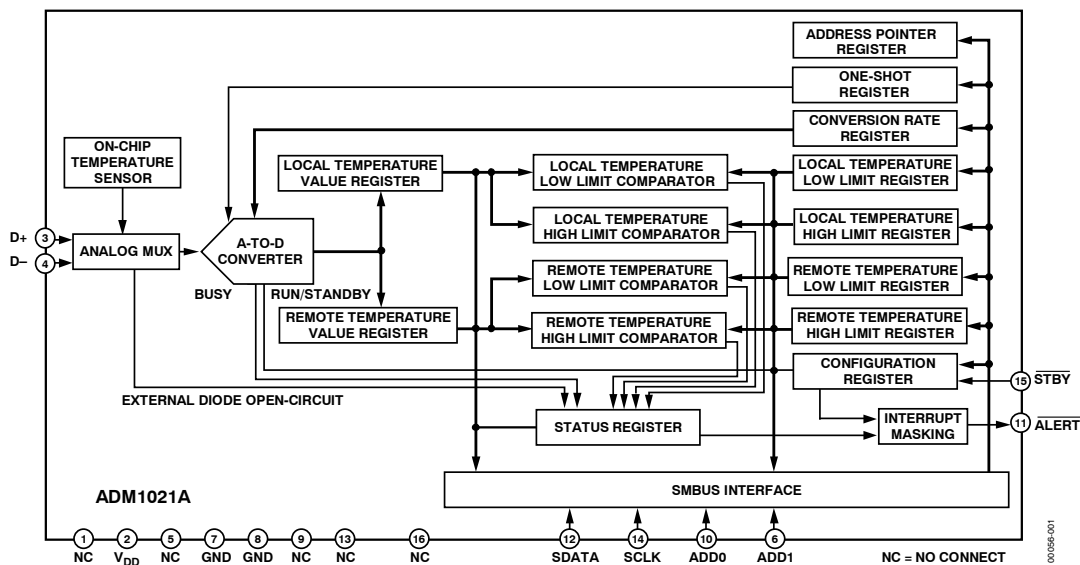 ADDRESS POINTER
REGISTER
ONE-SHOT
REGISTER
CONVERSION RATE
REGISTER
ON-CHIP
TEMPERATURE
SENSOR
LOCAL TEMPERATURE
VALUE REGISTER
LOCAL TEMPERATURE
LOW LIMIT COMPARATOR
LOCAL TEMPERATURE
LOW LIMIT REGISTER
LOCAL TEMPERATURE
HIGH LIMIT COMPARATOR
LOCAL TEMPERATURE
HIGH LIMIT REGISTER
D+ 3
D– 4
ANALOG MUX
A-TO-D
CONVERTER
BUSY
RUN/STANDBY
REMOTE TEMPERATURE
LOW LIMIT COMPARATOR
REMOTE TEMPERATURE
LOW LIMIT REGISTER
REMOTE TEMPERATURE
VALUE REGISTER
REMOTE TEMPERATURE
HIGH LIMIT COMPARATOR
REMOTE TEMPERATURE
HIGH LIMIT REGISTER
CONFIGURATION
REGISTER
15 STBY
EXTERNAL DIODE OPEN-CIRCUIT
STATUS REGISTER
INTERRUPT
MASKING
11 ALERT
SMBUS INTERFACE
ADM1021A
1 2 5 7 8 9 13 16 12 14 10 6
NC VDD NC GND GND NC NC NC SDATA SCLK ADD0 ADD1 NC = NO CONNECT
00056-001